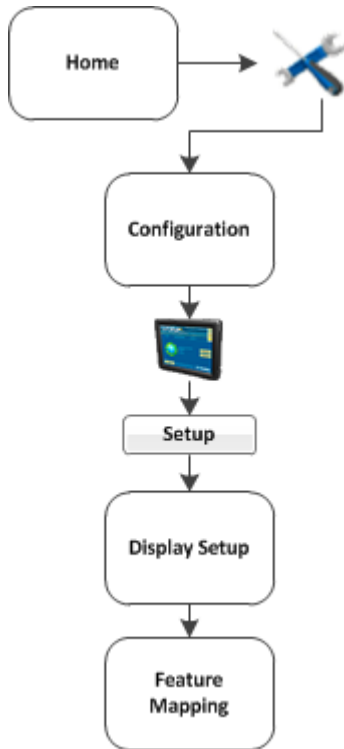 Home
Configuration
Setup
Display Setup
Feature
Mapping